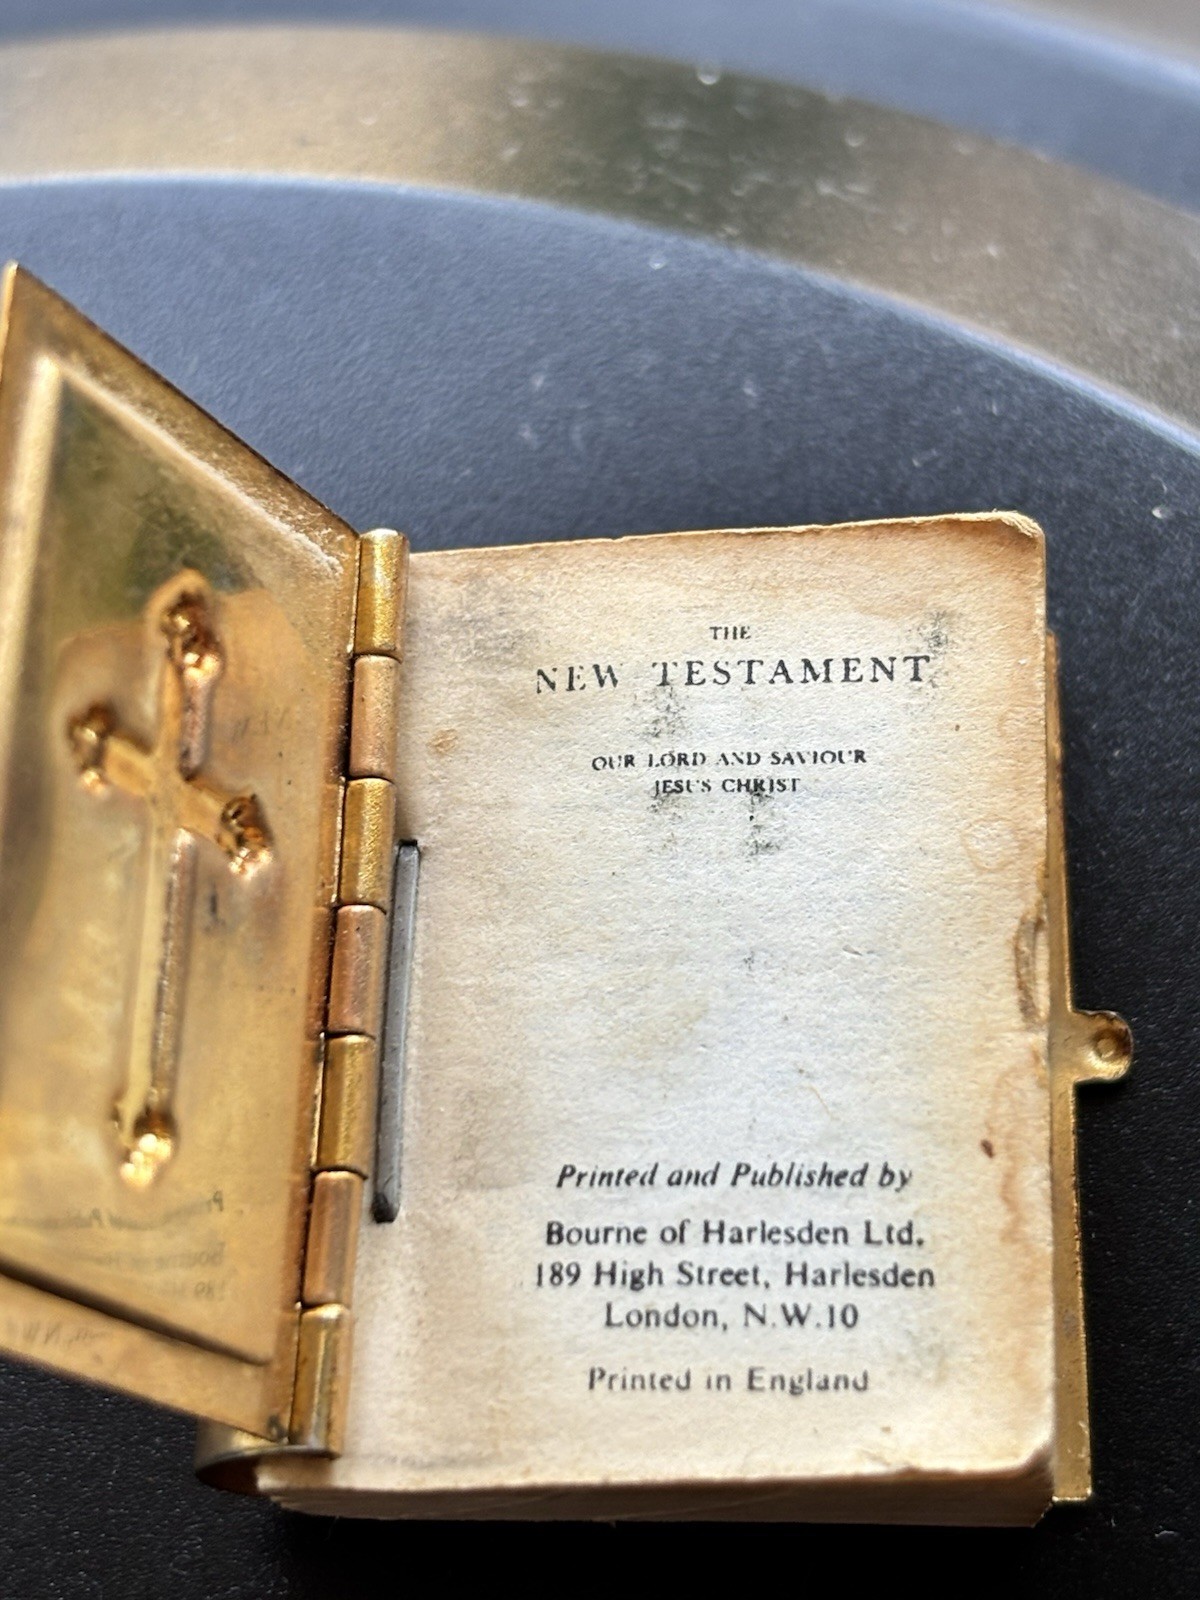 THE
NEW TESTAMENT
OUR LORD AND SAVIOUR
JESUS CHRIST
Printed and Published by
Bourne of Harlesden Ltd.
189 High Street, Harlesden
London, N.W.10
Printed in England